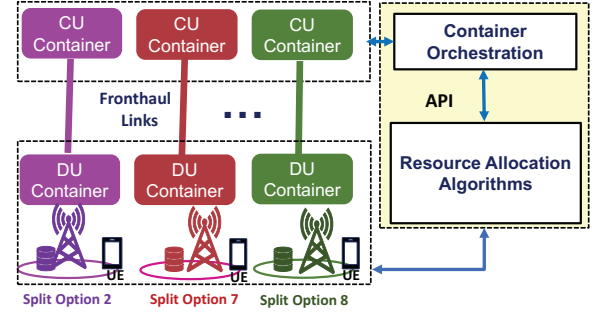 CU
Container
CU
Container
CU
Container
Container
Orchestration
Fronthaul
Links
...
API
DU
Container
DU
Container
DU
Container
Resource Allocation
Algorithms
UE
UE
UE
Split Option 2
Split Option 7
Split Option 8